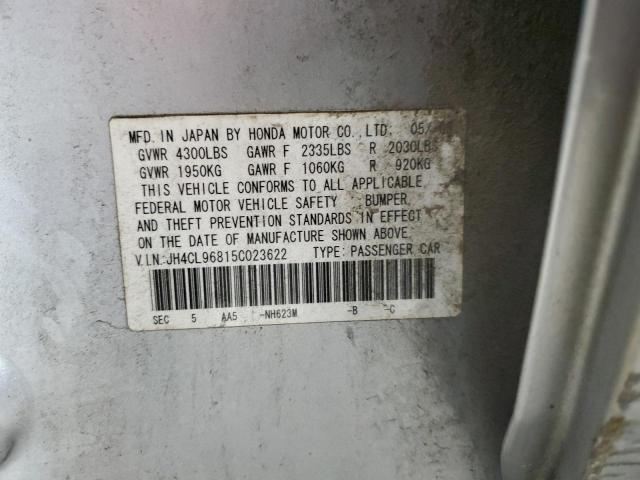 MFD. IN JAPAN BY HONDA MOTOR CO., LTD. 05/
GVWR 4300LBS GAWR F 2335LBS R 2030LBS
GVWR 1950KG GAWR F 1060KG R 920KG
THIS VEHICLE CONFORMS TO ALL APPLICABLE
FEDERAL MOTOR VEHICLE SAFETY BUMPER,
AND THEFT PREVENTION STANDARDS IN EFFECT
ON THE DATE OF MANUFACTURE SHOWN ABOVE.
V.I.N:JH4CL96815C023622 TYPE: PASSENGER CAR
SEC 5 AA5 -NH623M -B -C